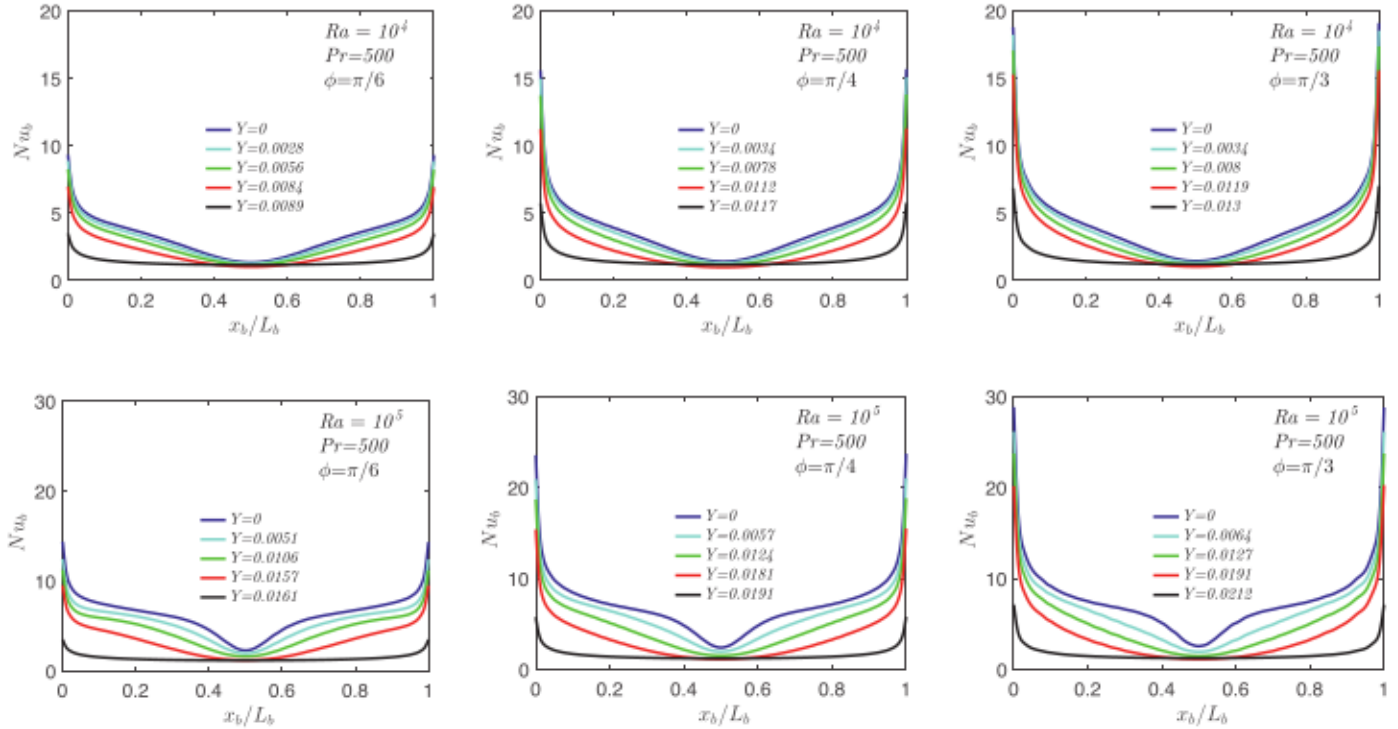 20
15
10
5
0
Nu_b
Ra = 10^4
Pr=500
ϕ=π/6
Y=0
Y=0.0028
Y=0.0056
Y=0.0084
Y=0.0089
0 0.2 0.4 0.6 0.8 1
x_b/L_b
20
15
10
5
0
Nu_b
Ra = 10^4
Pr=500
ϕ=π/4
Y=0
Y=0.0034
Y=0.0078
Y=0.0112
Y=0.0117
0 0.2 0.4 0.6 0.8 1
x_b/L_b
20
15
10
5
0
Nu_b
Ra = 10^4
Pr=500
ϕ=π/3
Y=0
Y=0.0034
Y=0.008
Y=0.0119
Y=0.013
0 0.2 0.4 0.6 0.8 1
x_b/L_b
30
20
10
0
Nu_b
Ra = 10^5
Pr=500
ϕ=π/6
Y=0
Y=0.0051
Y=0.0106
Y=0.0157
Y=0.0161
0 0.2 0.4 0.6 0.8 1
x_b/L_b
30
20
10
0
Nu_b
Ra = 10^5
Pr=500
ϕ=π/4
Y=0
Y=0.0057
Y=0.0124
Y=0.0181
Y=0.0191
0 0.2 0.4 0.6 0.8 1
x_b/L_b
30
20
10
0
Nu_b
Ra = 10^5
Pr=500
ϕ=π/3
Y=0
Y=0.0064
Y=0.0127
Y=0.0191
Y=0.0212
0 0.2 0.4 0.6 0.8 1
x_b/L_b